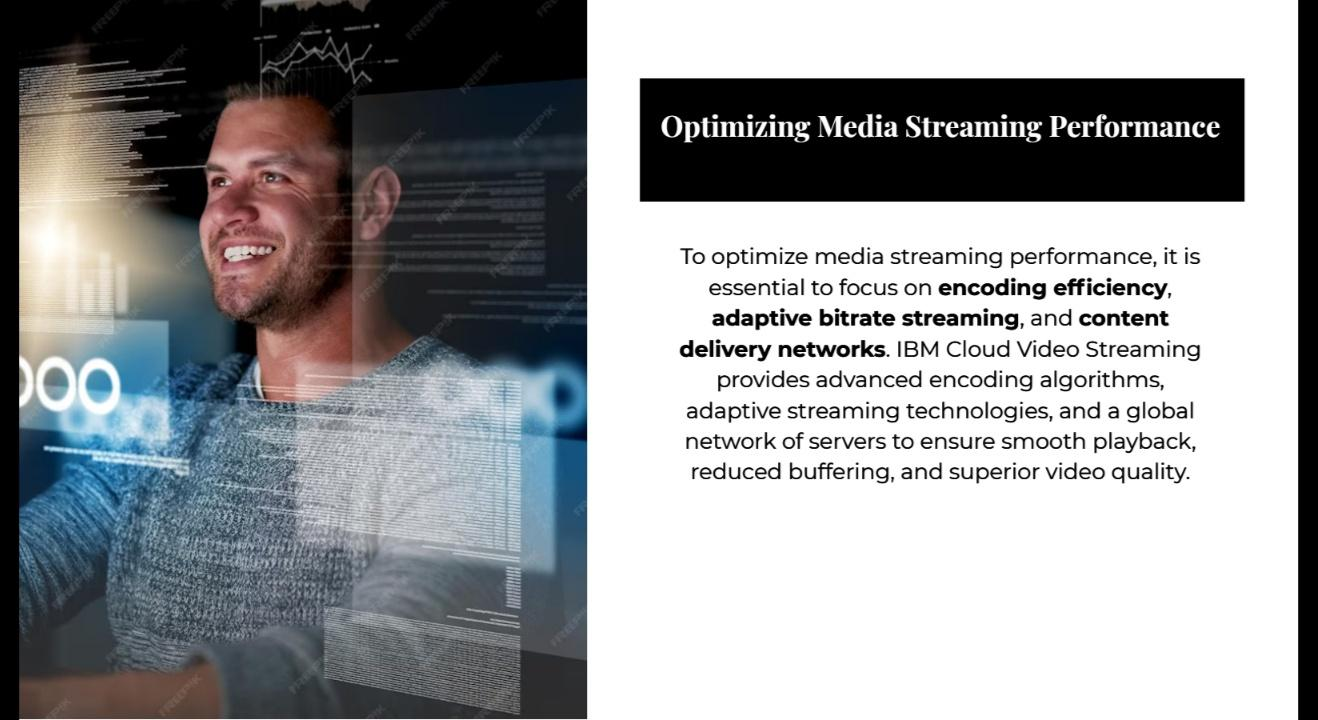 Optimizing Media Streaming Performance
To optimize media streaming performance, it is
essential to focus on encoding efficiency,
adaptive bitrate streaming, and content
delivery networks. IBM Cloud Video Streaming
provides advanced encoding algorithms,
adaptive streaming technologies, and a global
network of servers to ensure smooth playback,
reduced buffering, and superior video quality.